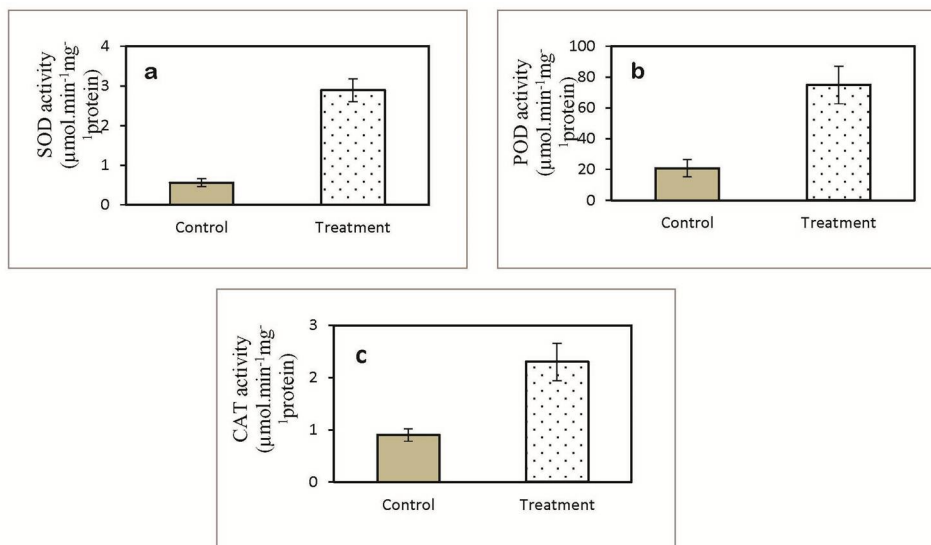 SOD activity
(µmol.min⁻¹mg⁻
¹protein)
4
3
2
1
0
a
Control
Treatment
POD activity
(µmol.min⁻¹mg⁻
¹protein)
100
80
60
40
20
0
b
Control
Treatment
CAT activity
(µmol.min⁻¹mg⁻
¹protein)
3
2
1
0
c
Control
Treatment